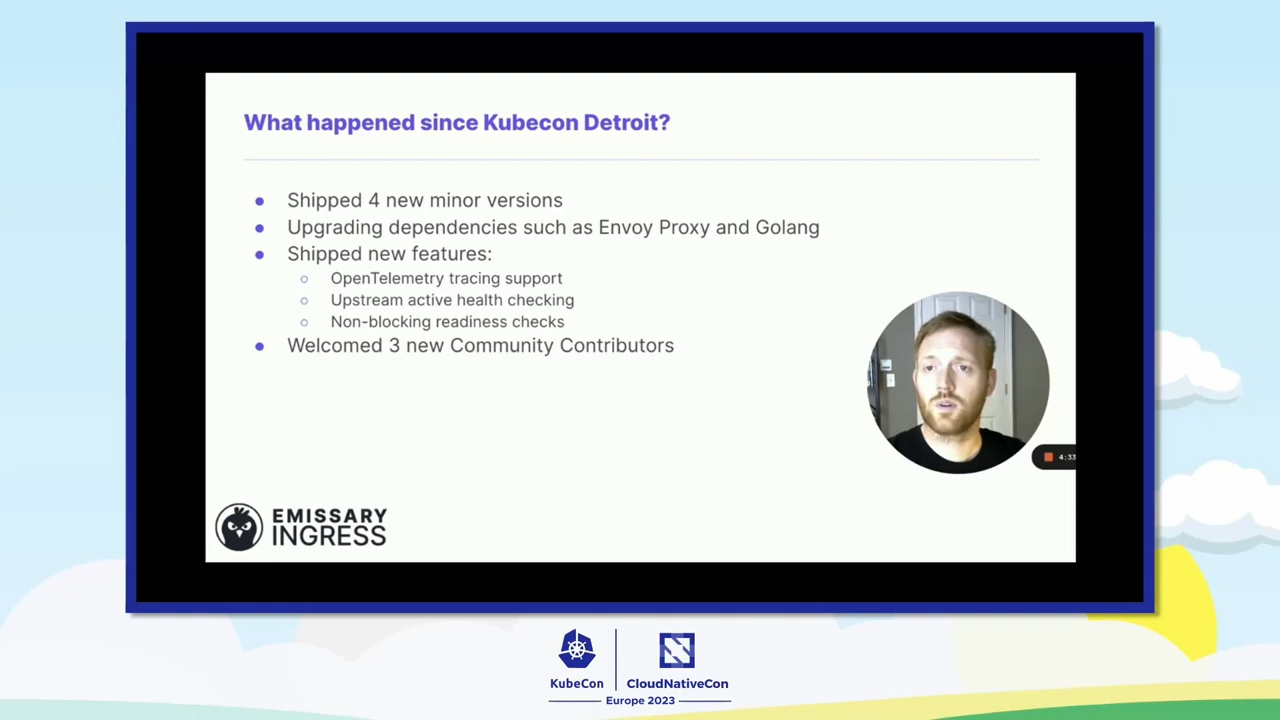 What happened since Kubecon Detroit?
Shipped 4 new minor versions
Upgrading dependencies such as Envoy Proxy and Golang
Shipped new features:
OpenTelemetry tracing support
Upstream active health checking
Non-blocking readiness checks
Welcomed 3 new Community Contributors
4:33
EMISSARY
INGRESS
KubeCon
CloudNativeCon
Europe 2023